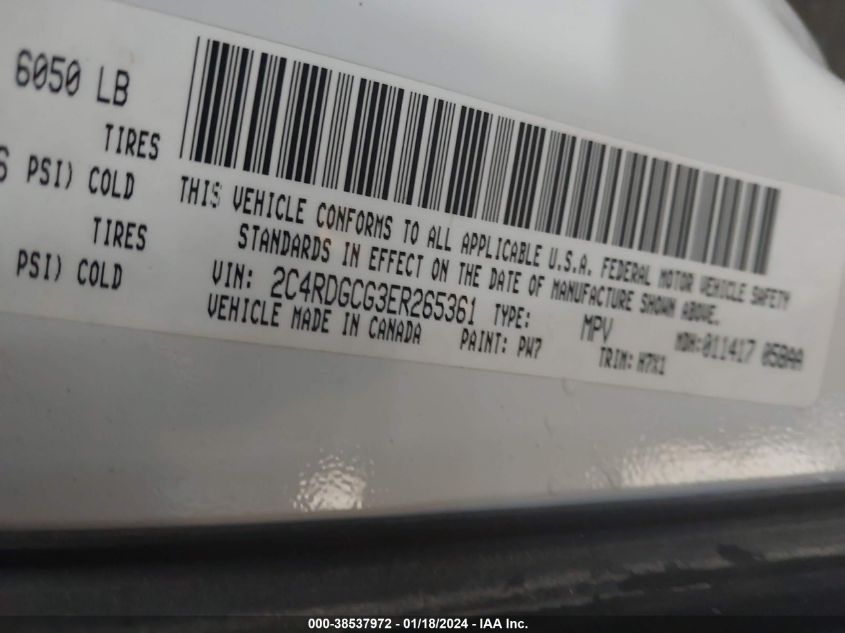 6050 LB
TIRES
PSI) COLD
TIRES
PSI) COLD
THIS VEHICLE CONFORMS TO ALL APPLICABLE U.S.A. FEDERAL MOTOR VEHICLE SAFETY
STANDARDS IN EFFECT ON THE DATE OF MANUFACTURE SHOWN ABOVE.
VIN: 2C4RDGCG3ER265361 TYPE: MPV MDH:011417 05BAA
VEHICLE MADE IN CANADA PAINT: PW7 TRIM: H7X1
000-38537972 - 01/18/2024 - IAA Inc.